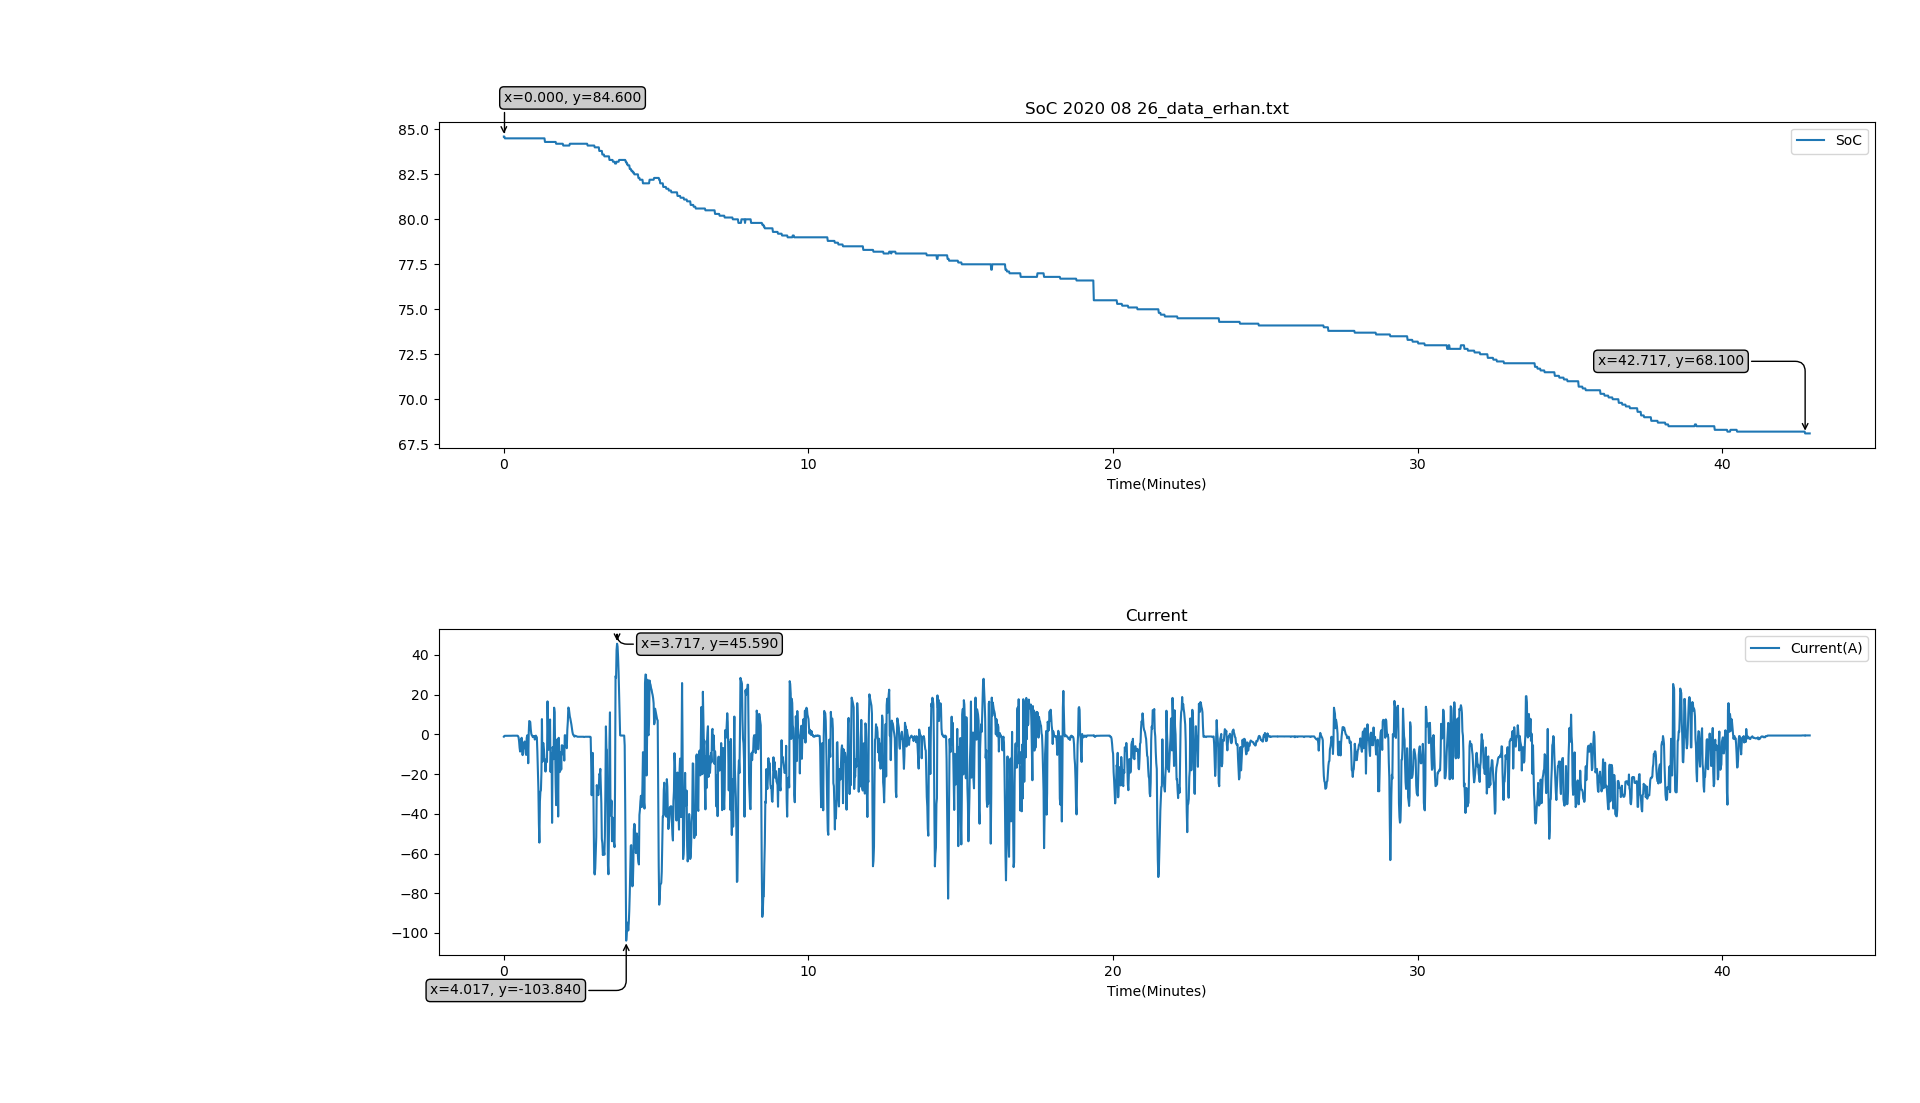 x=0.000, y=84.600
SoC 2020 08 26_data_erhan.txt
85.0
SoC
82.5
80.0
77.5
75.0
72.5
x=42.717, y=68.100
70.0
67.5
0 10 20 30 40
Time(Minutes)
Current
x=3.717, y=45.590
Current(A)
40
20
0
−20
−40
−60
−80
−100
0 10 20 30 40
x=4.017, y=-103.840
Time(Minutes)